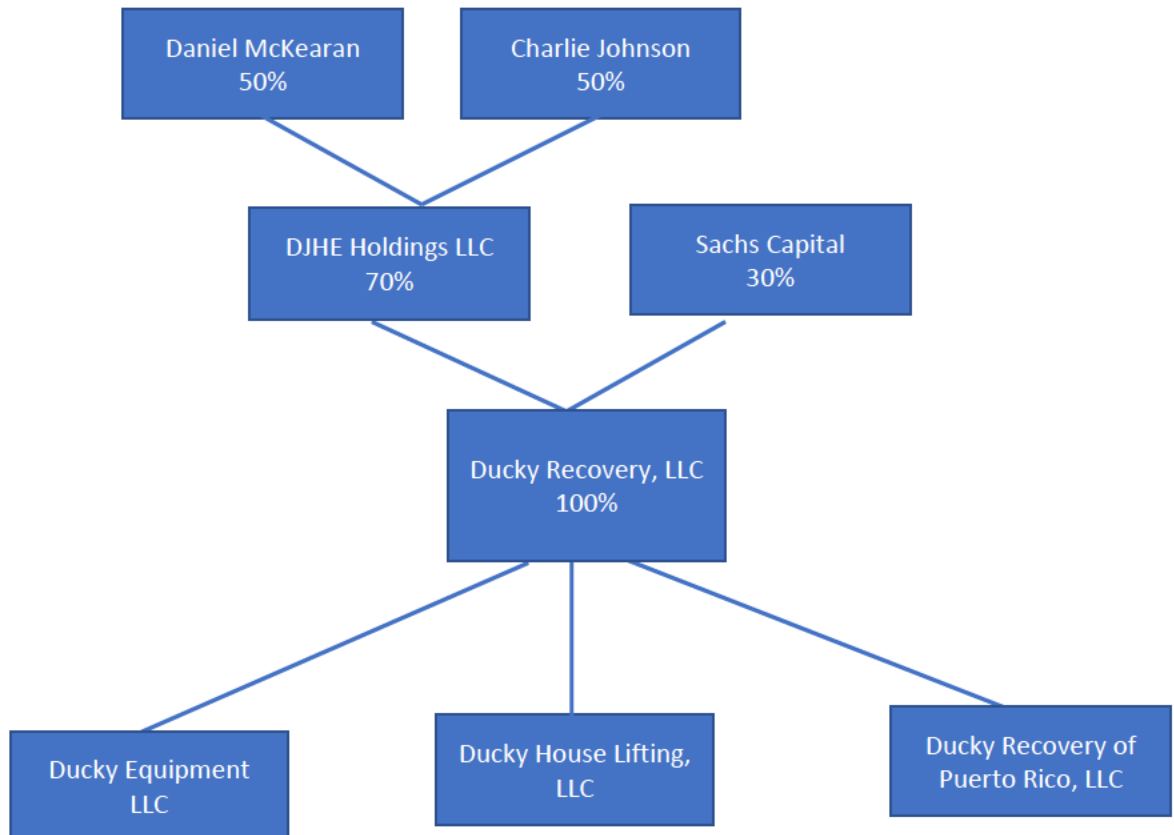 Daniel McKearan
50%
Charlie Johnson
50%
DJHE Holdings LLC
70%
Sachs Capital
30%
Ducky Recovery, LLC
100%
Ducky Equipment
LLC
Ducky House Lifting,
LLC
Ducky Recovery of
Puerto Rico, LLC